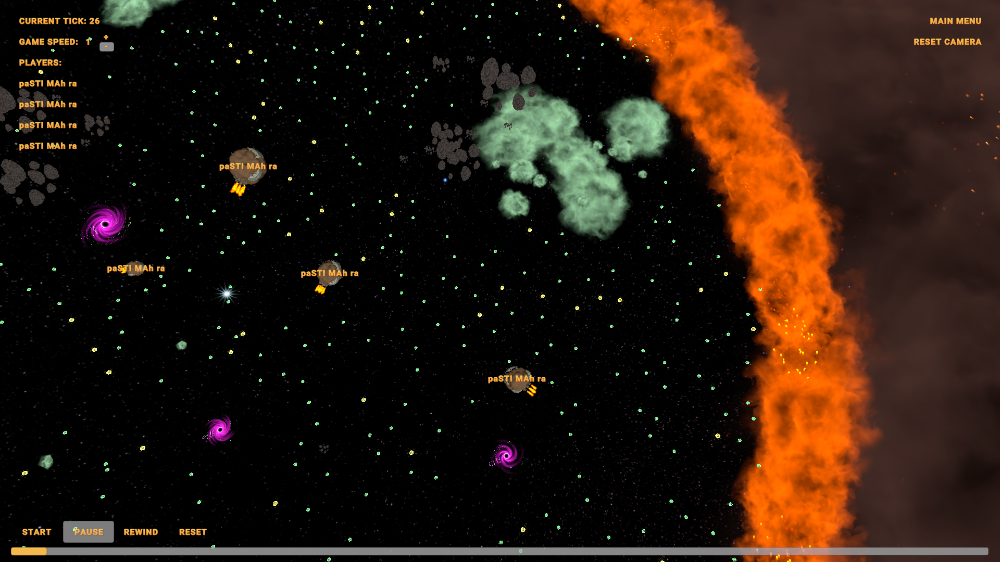 CURRENT TICK: 26
MAIN MENU
GAME SPEED: 1 + -
RESET CAMERA
PLAYERS:
paSTI MAh ra
paSTI MAh ra
paSTI MAh ra
paSTI MAh ra
paSTI MAh ra
paSTI MAh ra
paSTI MAh ra
paSTI MAh ra
START PAUSE REWIND RESET